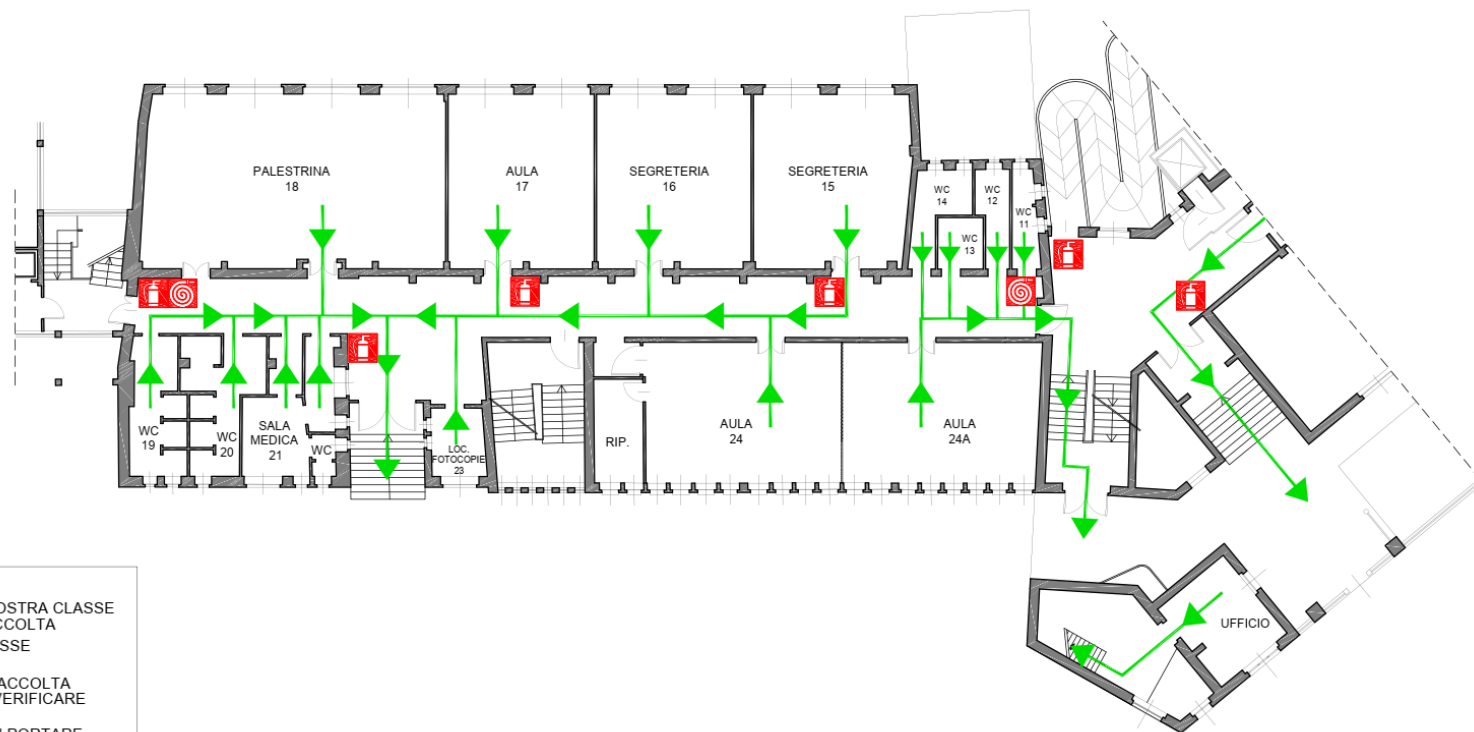 PALESTRINA
18
AULA
17
SEGRETERIA
16
SEGRETERIA
15
WC
14
WC
12
WC
11
WC
13
WC
19
WC
20
SALA
MEDICA
21
WC
LOC.
FOTOCOPIE
23
RIP.
AULA
24
AULA
24A
UFFICIO
OSTRA CLASSE
CCOLTA
SSE
ACCOLTA
VERIFICARE
PORTARE